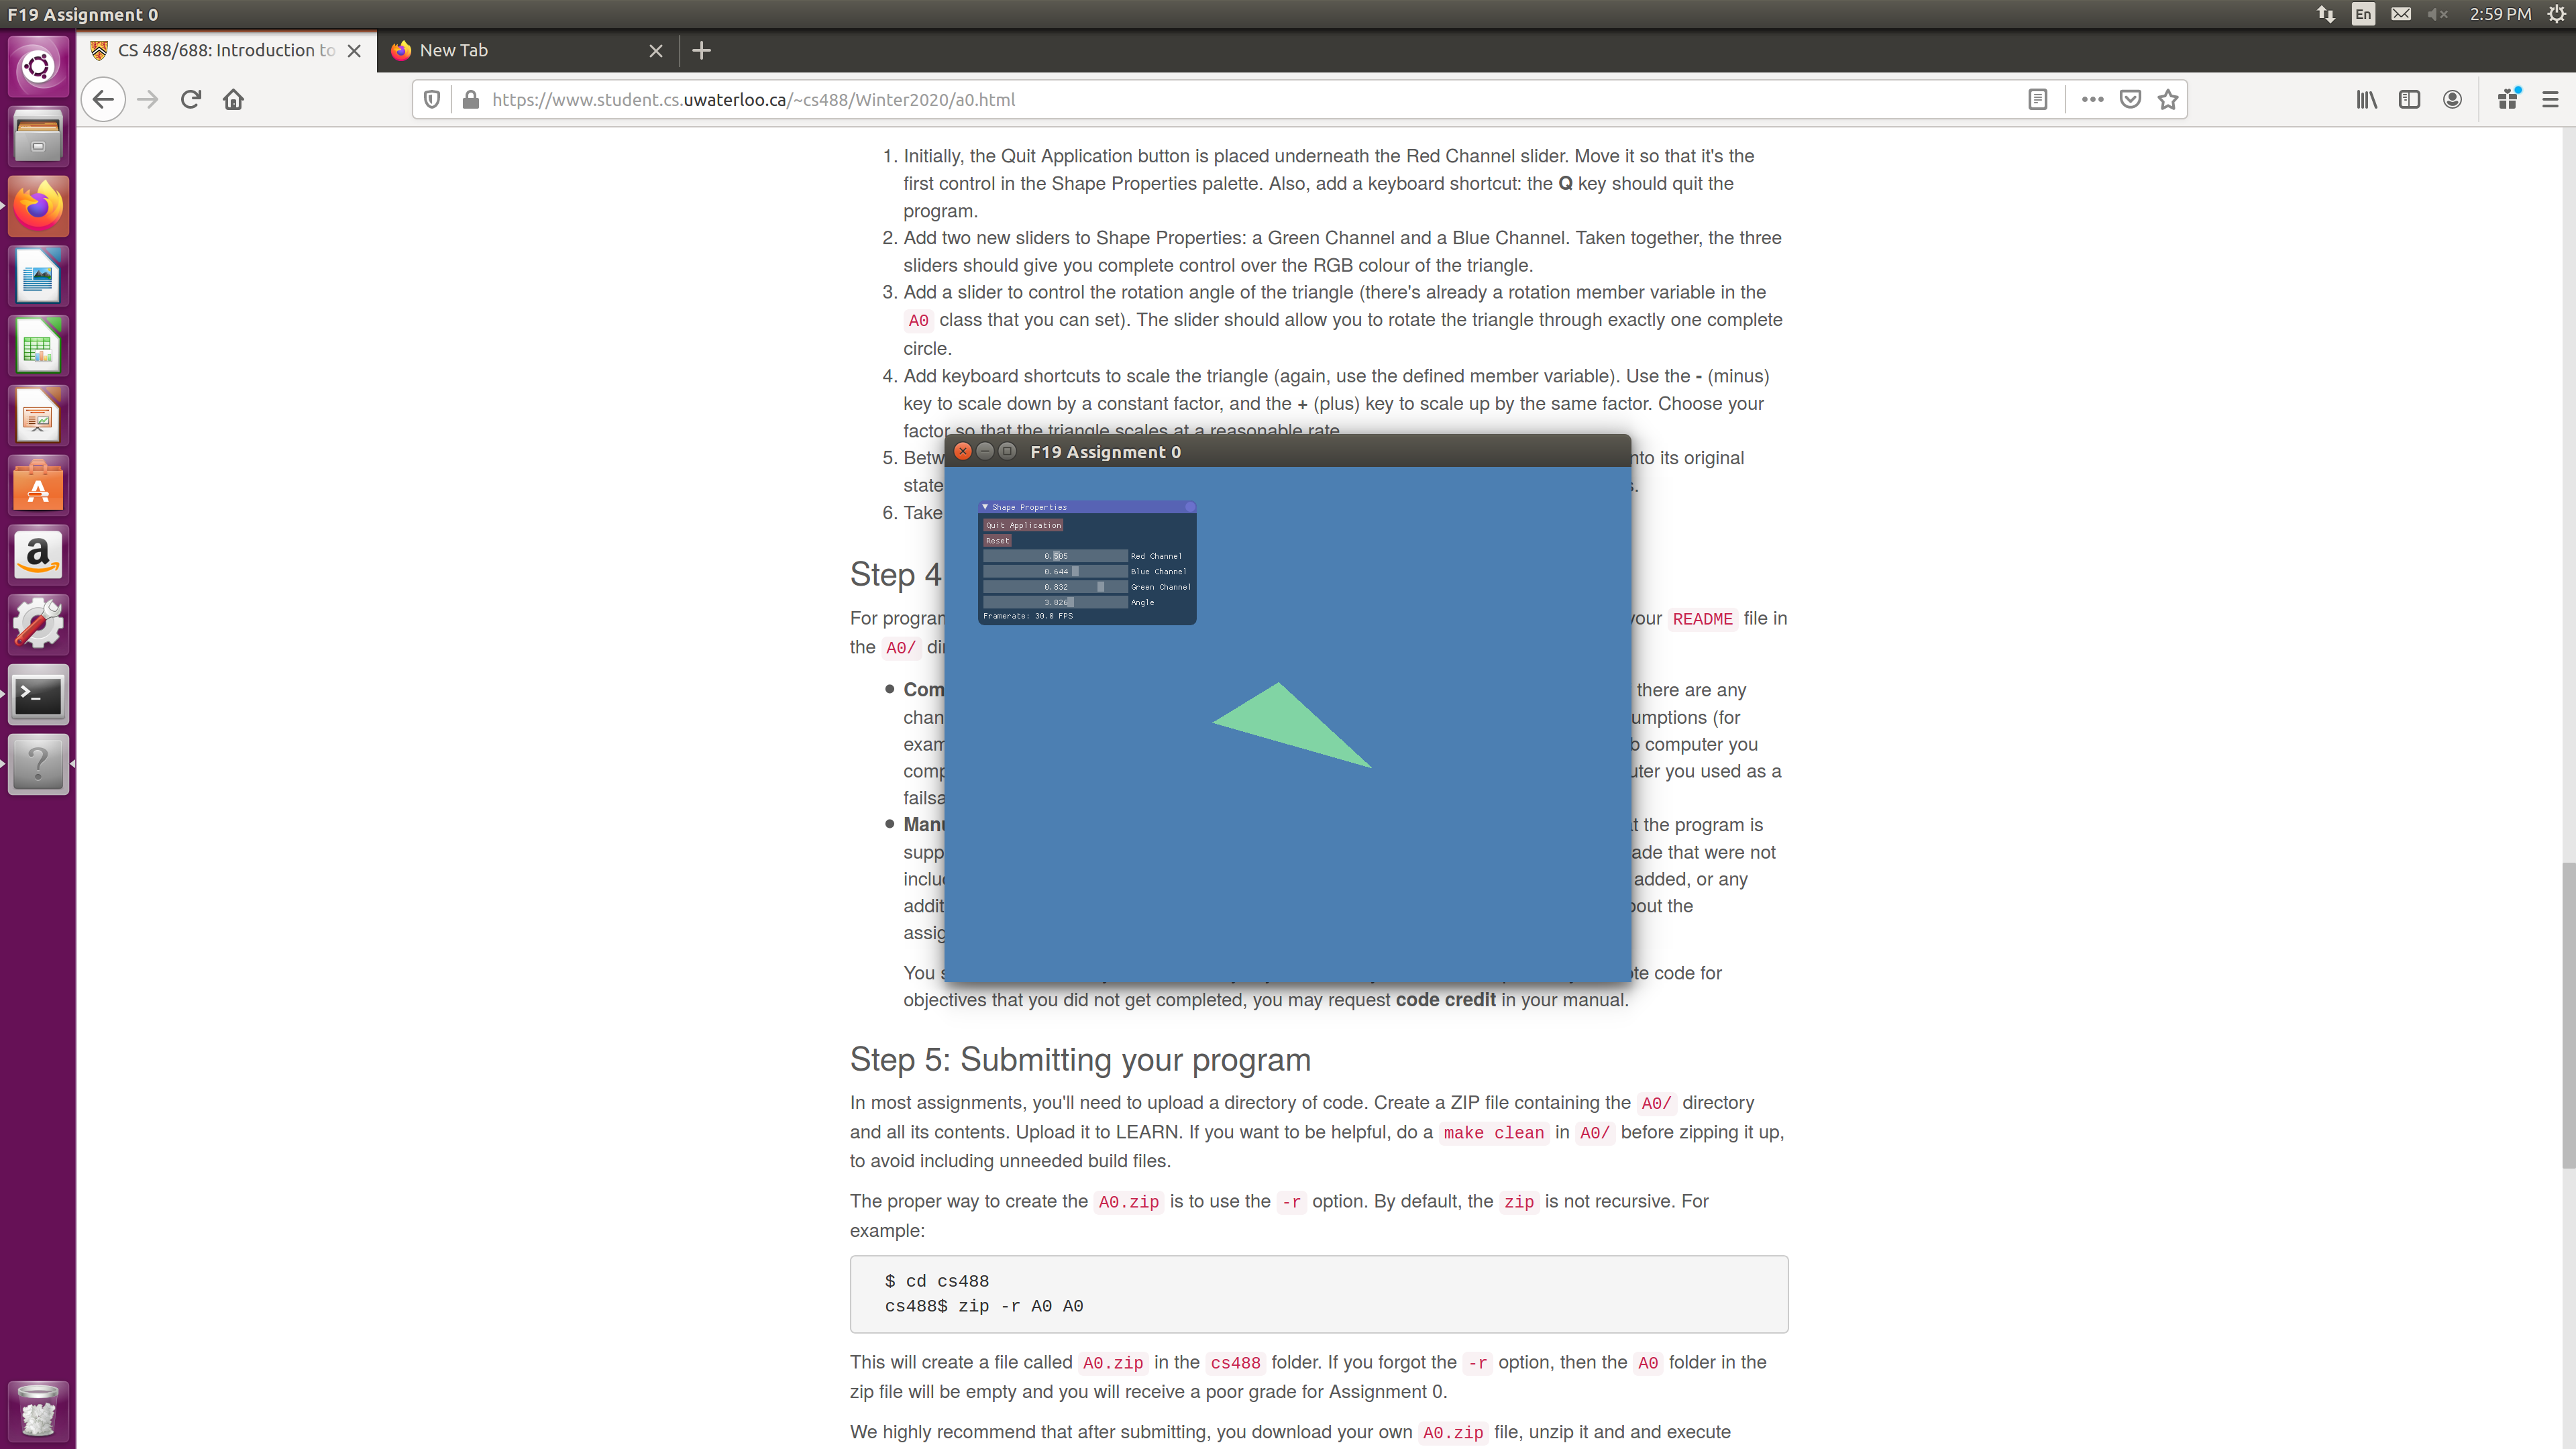 F19 Assignment 0
En
2:59 PM
CS 488/688: Introduction to
New Tab
https://www.student.cs.uwaterloo.ca/~cs488/Winter2020/a0.html
1. Initially, the Quit Application button is placed underneath the Red Channel slider. Move it so that it's the
first control in the Shape Properties palette. Also, add a keyboard shortcut: the Q key should quit the
program.
2. Add two new sliders to Shape Properties: a Green Channel and a Blue Channel. Taken together, the three
sliders should give you complete control over the RGB colour of the triangle.
3. Add a slider to control the rotation angle of the triangle (there's already a rotation member variable in the
A0 class that you can set). The slider should allow you to rotate the triangle through exactly one complete
circle.
4. Add keyboard shortcuts to scale the triangle (again, use the defined member variable). Use the - (minus)
key to scale down by a constant factor, and the + (plus) key to scale up by the same factor. Choose your
factor so that the triangle scales at a reasonable rate
F19 Assignment 0
5. Betw nto its original
state s.
6. Take
Shape Properties
Quit Application
Reset
0.505 Red Channel
0.644 Blue Channel
0.832 Green Channel
3.826 Angle
Framerate: 30.0 FPS
Step 4
For program your README file in
the A0/ di
Com there are any
chan umptions (for
exam b computer you
comp uter you used as a
failsa
Manu t the program is
supp ade that were not
inclu added, or any
addit bout the
assig
You s te code for
objectives that you did not get completed, you may request code credit in your manual.
Step 5: Submitting your program
In most assignments, you'll need to upload a directory of code. Create a ZIP file containing the A0/ directory
and all its contents. Upload it to LEARN. If you want to be helpful, do a make clean in A0/ before zipping it up,
to avoid including unneeded build files.
The proper way to create the A0.zip is to use the -r option. By default, the zip is not recursive. For
example:
$ cd cs488
cs488$ zip -r A0 A0
This will create a file called A0.zip in the cs488 folder. If you forgot the -r option, then the A0 folder in the
zip file will be empty and you will receive a poor grade for Assignment 0.
We highly recommend that after submitting, you download your own A0.zip file, unzip it and and execute